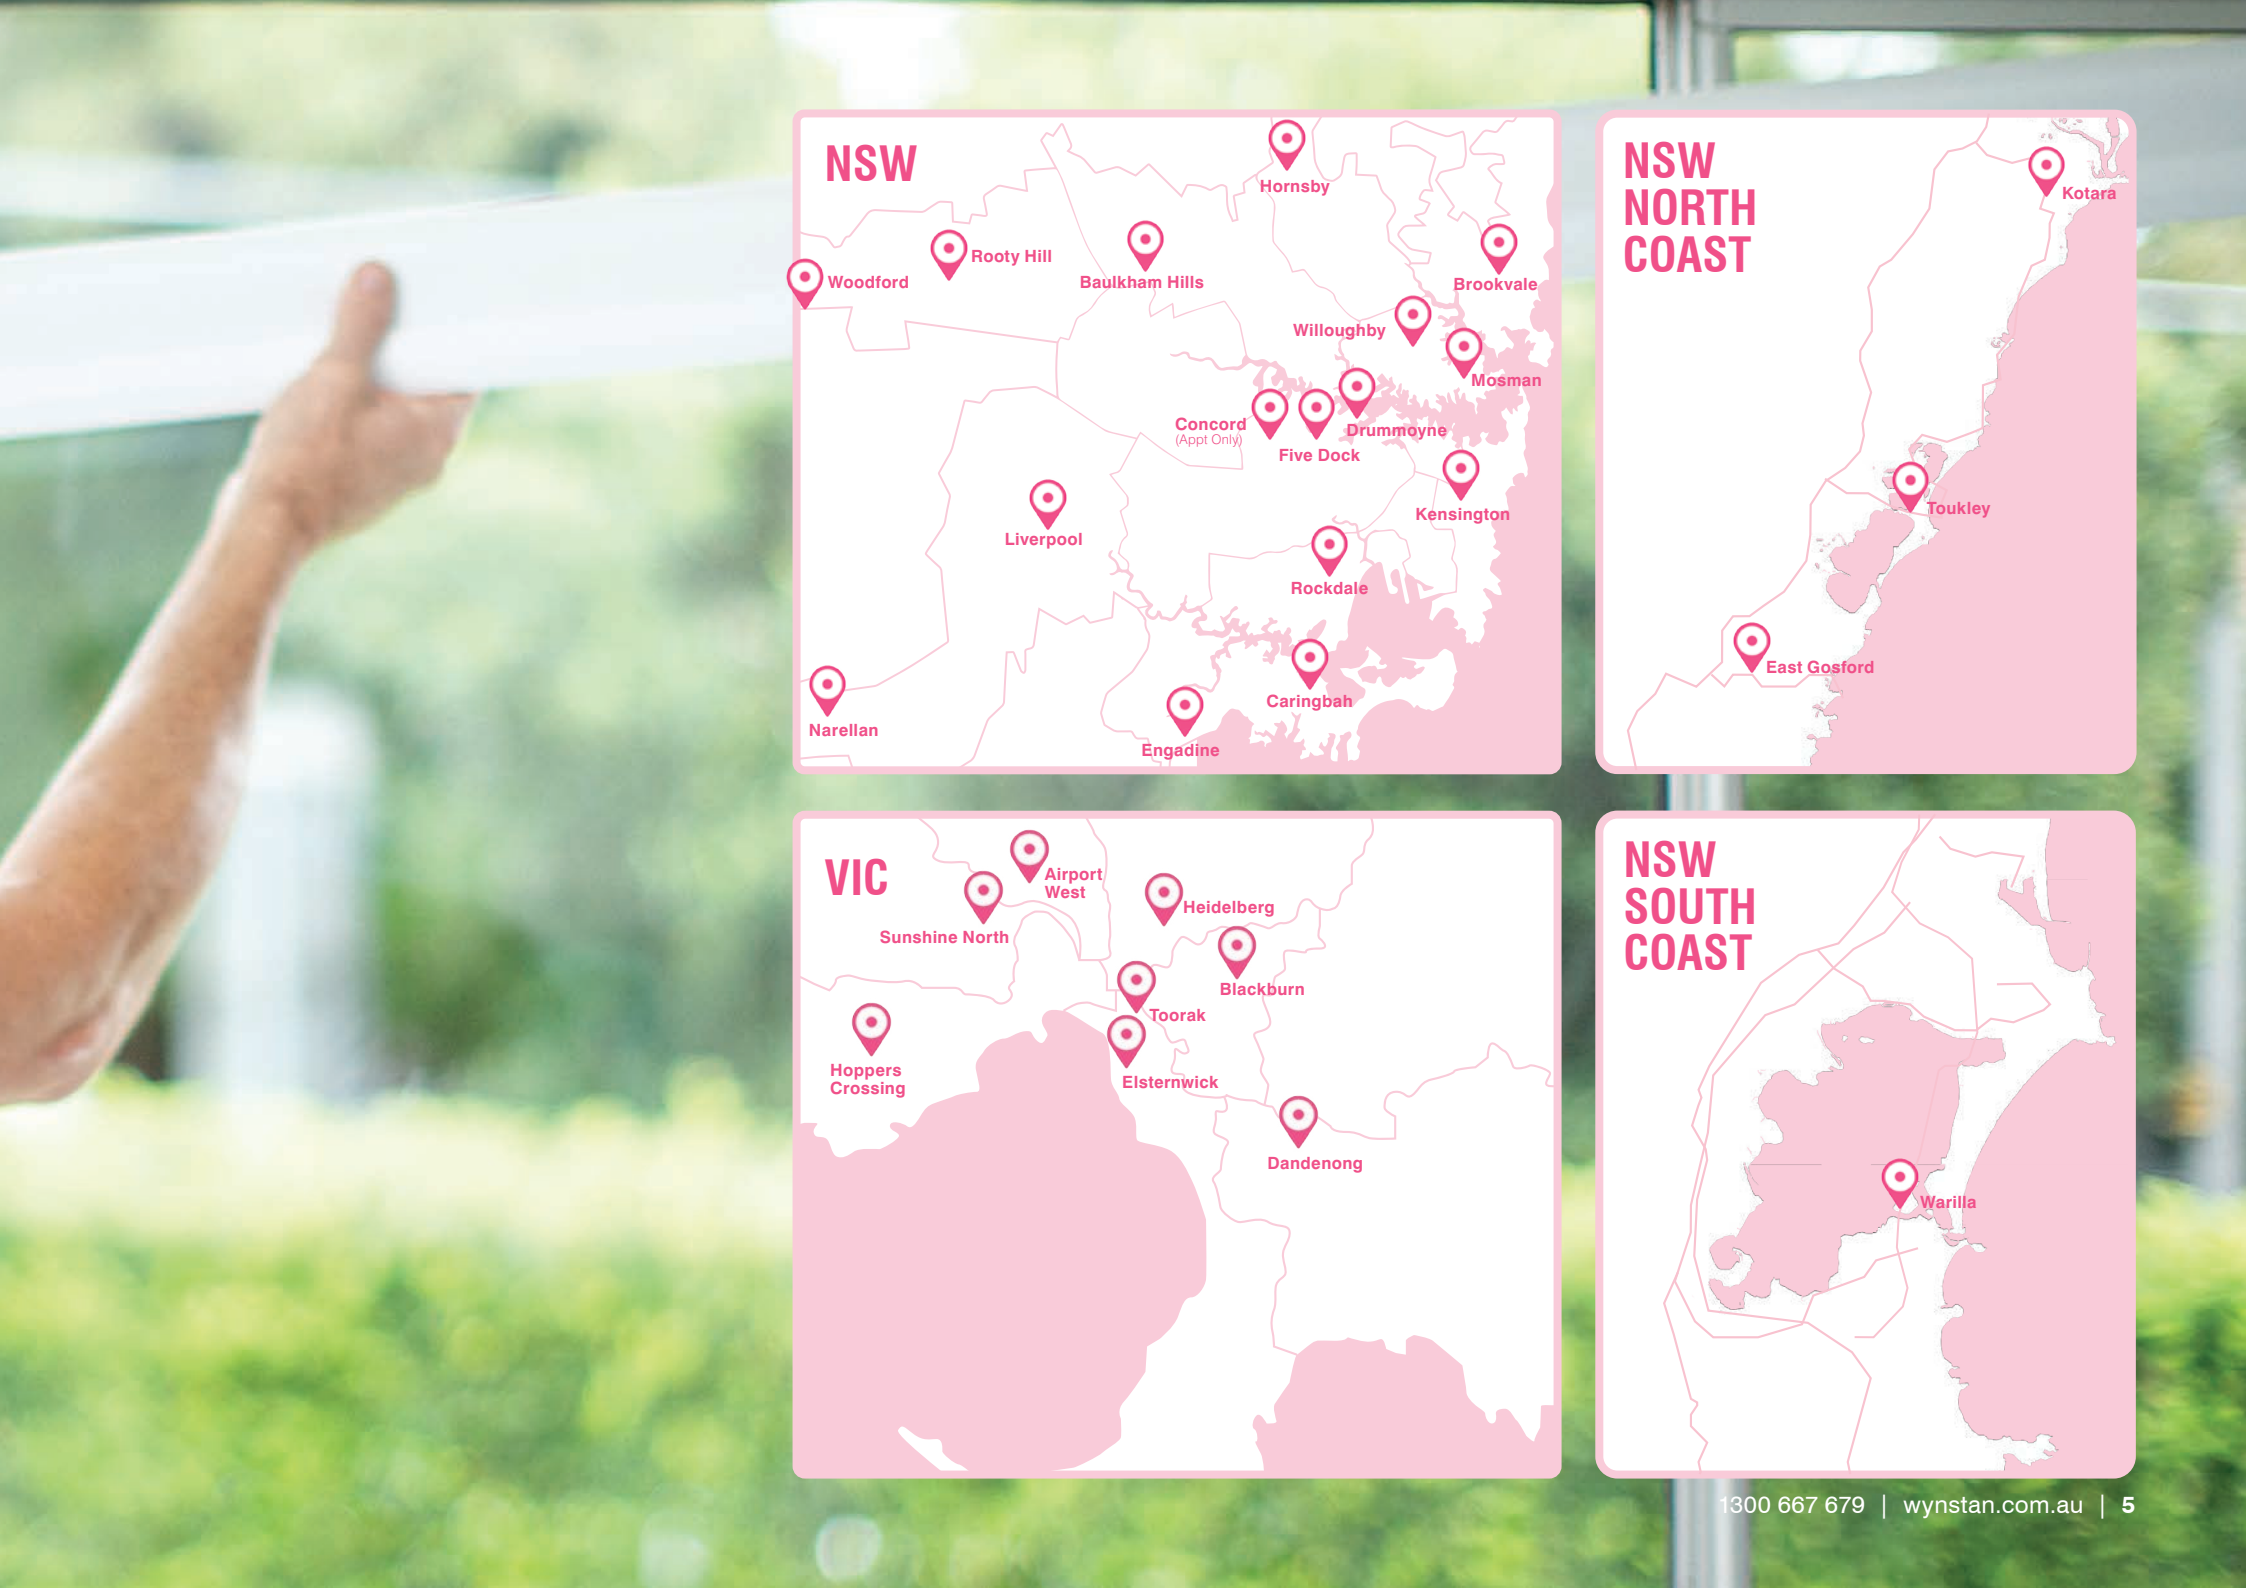 NSW
Hornsby
Rooty Hill
Woodford
Baulkham Hills
Brookvale
Willoughby
Mosman
Concord
(Appt Only)
Drummoyne
Five Dock
Kensington
Liverpool
Rockdale
Caringbah
Narellan
Engadine
NSW
NORTH
COAST
Kotara
Toukley
East Gosford
VIC
Airport
West
Sunshine North
Heidelberg
Blackburn
Toorak
Hoppers
Crossing
Elsternwick
Dandenong
NSW
SOUTH
COAST
Warilla
1300 667 679 | wynstan.com.au | 5